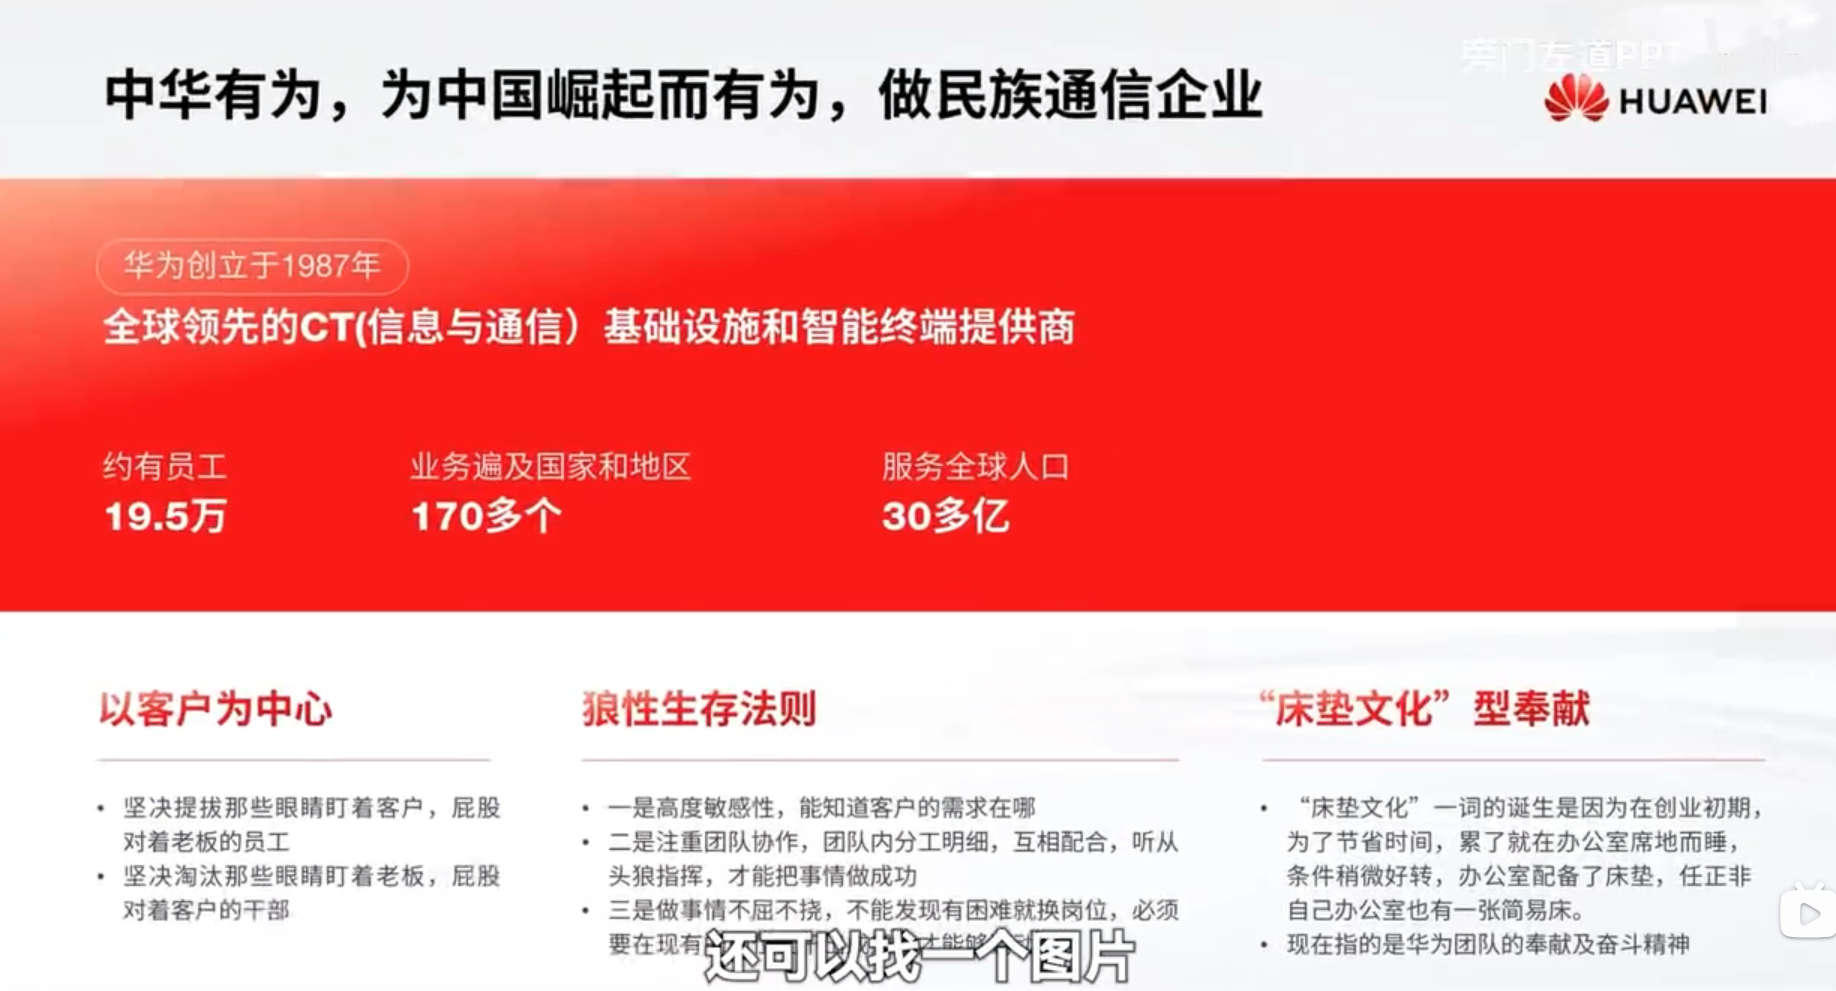 旁门左道PPT
中华有为，为中国崛起而有为，做民族通信企业
HUAWEI
华为创立于1987年
全球领先的CT(信息与通信）基础设施和智能终端提供商
约有员工
19.5万
业务遍及国家和地区
170多个
服务全球人口
30多亿
以客户为中心
• 坚决提拔那些眼睛盯着客户，屁股
对着老板的员工
• 坚决淘汰那些眼睛盯着老板，屁股
对着客户的干部
狼性生存法则
• 一是高度敏感性，能知道客户的需求在哪
• 二是注重团队协作，团队内分工明细，互相配合，听从
头狼指挥，才能把事情做成功
• 三是做事情不屈不挠，不能发现有困难就换岗位，必须
要在现有
才能够
“床垫文化”型奉献
• “床垫文化”一词的诞生是因为在创业初期，
为了节省时间，累了就在办公室席地而睡，
条件稍微好转，办公室配备了床垫，任正非
自己办公室也有一张简易床。
• 现在指的是华为团队的奉献及奋斗精神
还可以找一个图片